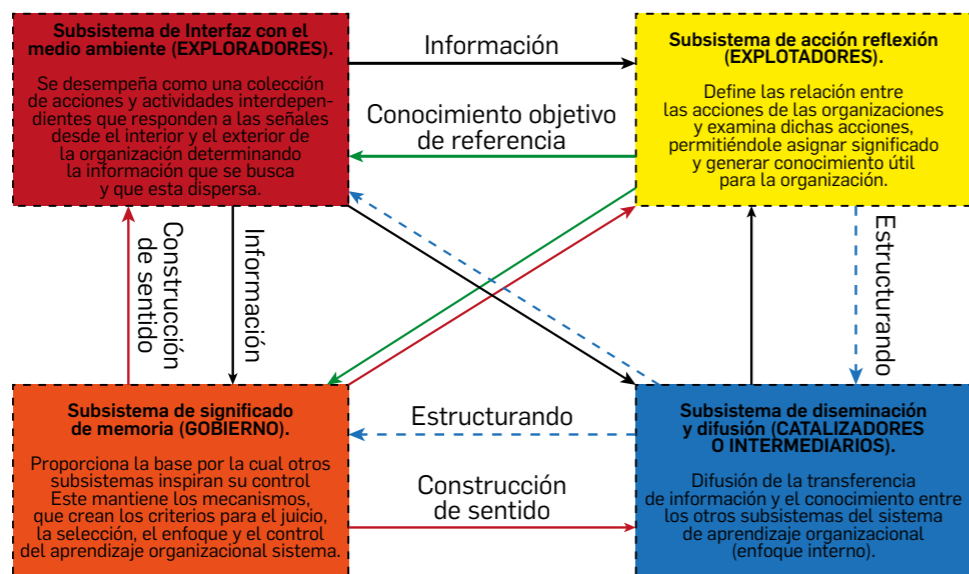 Subsistema de Interfaz con el
medio ambiente (EXPLORADORES).
Se desempeña como una colección
de acciones y actividades interdepen-
dientes que responden a las señales
desde el interior y el exterior de
la organización determinando
la información que se busca
y que esta dispersa.
Información
Conocimiento objetivo
de referencia
Subsistema de acción reflexión
(EXPLOTADORES).
Define las relación entre
las acciones de las organizaciones
y examina dichas acciones,
permitiéndole asignar significado
y generar conocimiento útil
para la organización.
Construcción
de sentido
Información
Estructurando
Subsistema de significado
de memoria (GOBIERNO).
Proporciona la base por la cual otros
subsistemas inspiran su control
Este mantiene los mecanismos,
que crean los criterios para el juicio,
la selección, el enfoque y el control
del aprendizaje organizacional sistema.
Estructurando
Construcción
de sentido
Subsistema de diseminación
y difusión (CATALIZADORES
O INTERMEDIARIOS).
Difusión de la transferencia
de información y el conocimiento entre
los otros subsistemas del sistema
de aprendizaje organizacional
(enfoque interno).